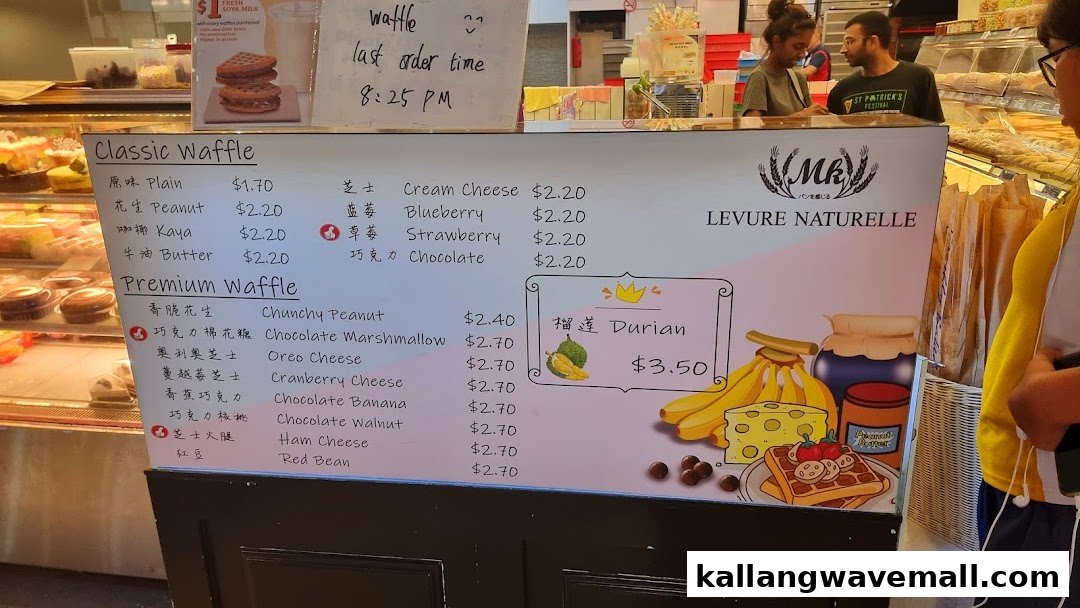 $1 FRESH
SOYA MILK
waffle
last order time
8:25 PM
ST PATRICK'S
FESTIVAL
Classic Waffle
原味 Plain $1.70
花生 Peanut $2.20
咖椰 Kaya $2.20
牛油 Butter $2.20
芝士 Cream Cheese $2.20
蓝莓 Blueberry $2.20
草莓 Strawberry $2.20
巧克力 Chocolate $2.20
Mk
パンを感じる
LEVURE NATURELLE
Premium Waffle
香脆花生 Chunchy Peanut $2.40
巧克力棉花糖 Chocolate Marshmallow $2.70
奥利奥芝士 Oreo Cheese $2.70
蔓越莓芝士 Cranberry Cheese $2.70
香蕉巧克力 Chocolate Banana $2.70
巧克力核桃 Chocolate Walnut $2.70
芝士火腿 Ham Cheese $2.70
红豆 Red Bean $2.70
榴莲 Durian
$3.50
kallangwavemall.com